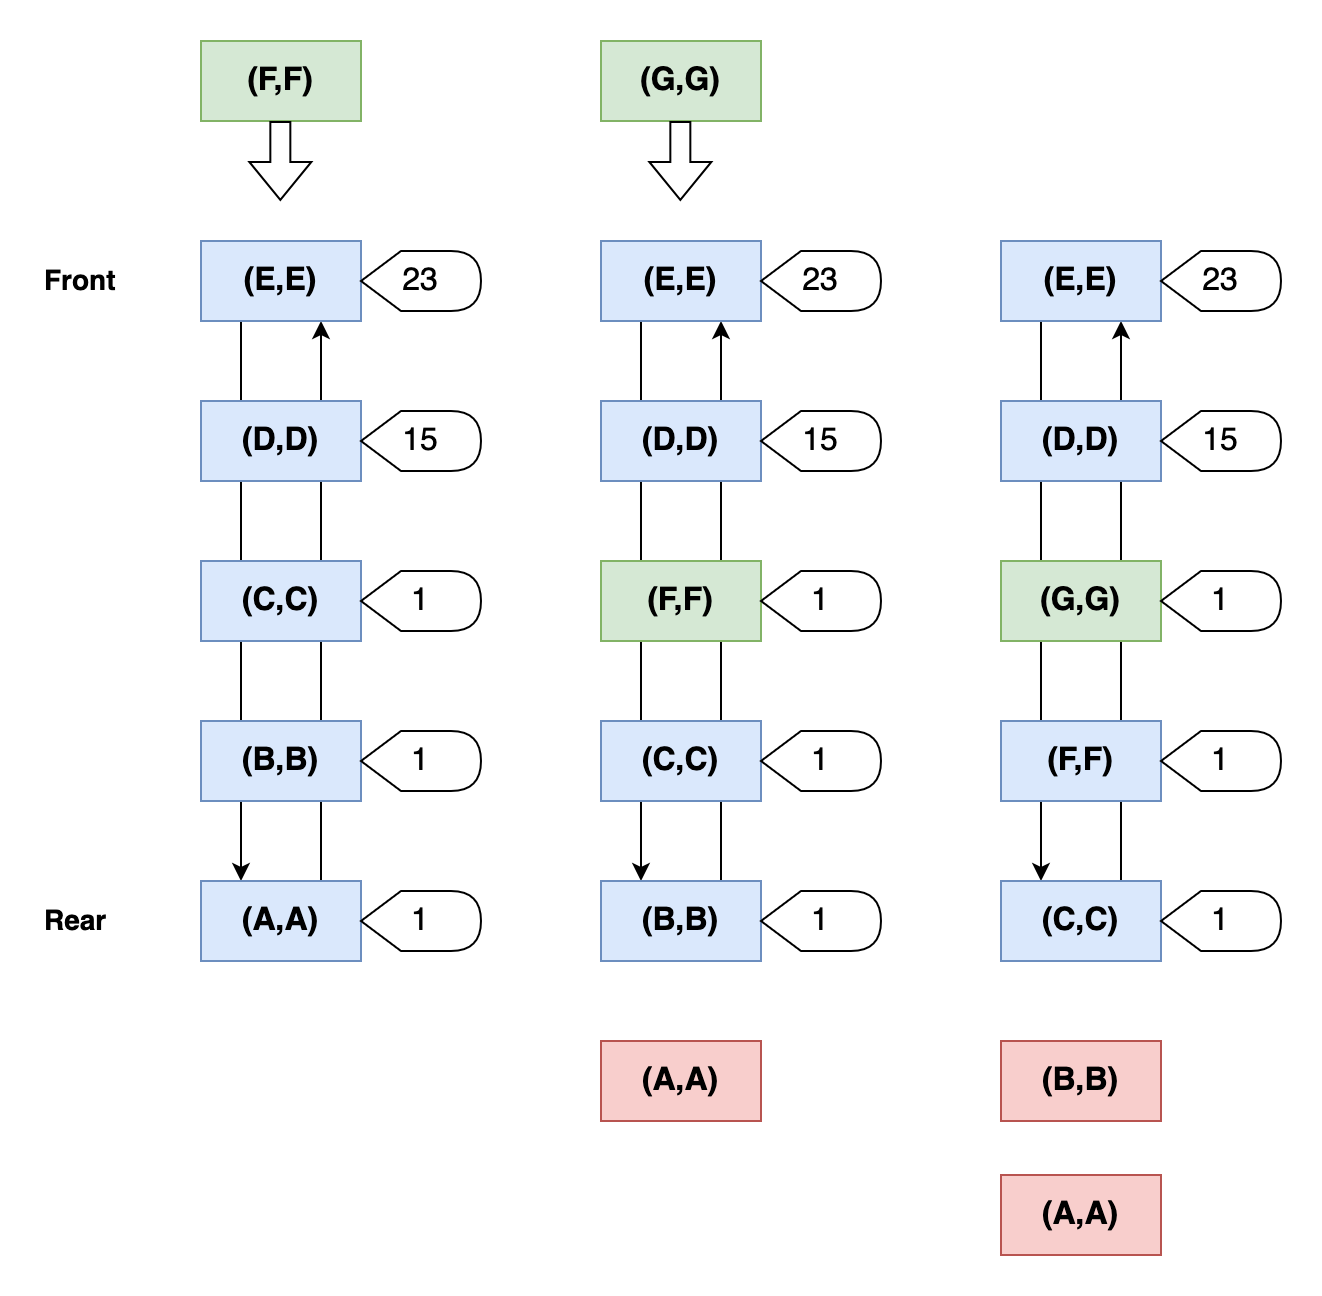 (F,F) (G,G)
Front (E,E) 23 (E,E) 23 (E,E) 23
(D,D) 15 (D,D) 15 (D,D) 15
(C,C) 1 (F,F) 1 (G,G) 1
(B,B) 1 (C,C) 1 (F,F) 1
Rear (A,A) 1 (B,B) 1 (C,C) 1
(A,A) (B,B)
(A,A)